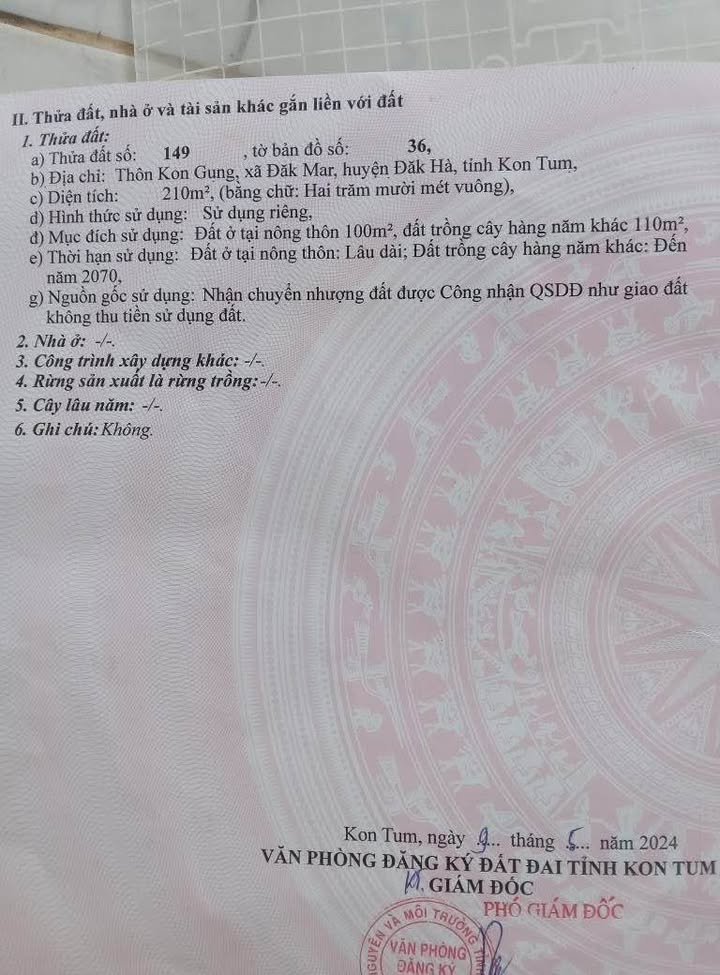 II. Thửa đất, nhà ở và tài sản khác gắn liền với đất
1. Thửa đất:
a) Thửa đất số: 149 , tờ bản đồ số: 36,
b) Địa chỉ: Thôn Kon Gung, xã Đăk Mar, huyện Đăk Hà, tỉnh Kon Tum,
c) Diện tích: 210m², (bằng chữ: Hai trăm mười mét vuông),
d) Hình thức sử dụng: Sử dụng riêng,
đ) Mục đích sử dụng: Đất ở tại nông thôn 100m², đất trồng cây hàng năm khác 110m²,
e) Thời hạn sử dụng: Đất ở tại nông thôn: Lâu dài; Đất trồng cây hàng năm khác: Đến
năm 2070,
g) Nguồn gốc sử dụng: Nhận chuyển nhượng đất được Công nhận QSDĐ như giao đất
không thu tiền sử dụng đất.
2. Nhà ở: -/-.
3. Công trình xây dựng khác: -/-.
4. Rừng sản xuất là rừng trồng: -/-.
5. Cây lâu năm: -/-.
6. Ghi chú: Không.
Kon Tum, ngày 9... tháng 5... năm 2024
VĂN PHÒNG ĐĂNG KÝ ĐẤT ĐAI TỈNH KON TUM
KT. GIÁM ĐỐC
PHÓ GIÁM ĐỐC
NGUYÊN VÀ MÔI TRƯỜNG TỈNH
VĂN PHÒNG
ĐĂNG KÝ